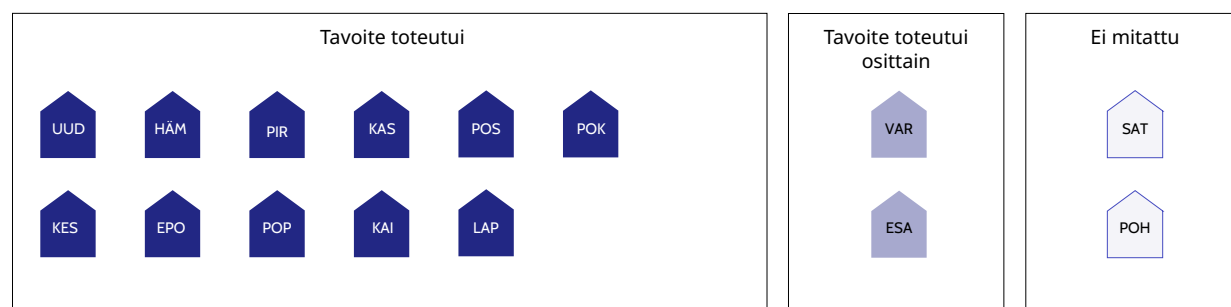 Tavoite toteutui
UUD HÄM PIR KAS POS POK
KES EPO POP KAI LAP
Tavoite toteutui
osittain
VAR
ESA
Ei mitattu
SAT
POH